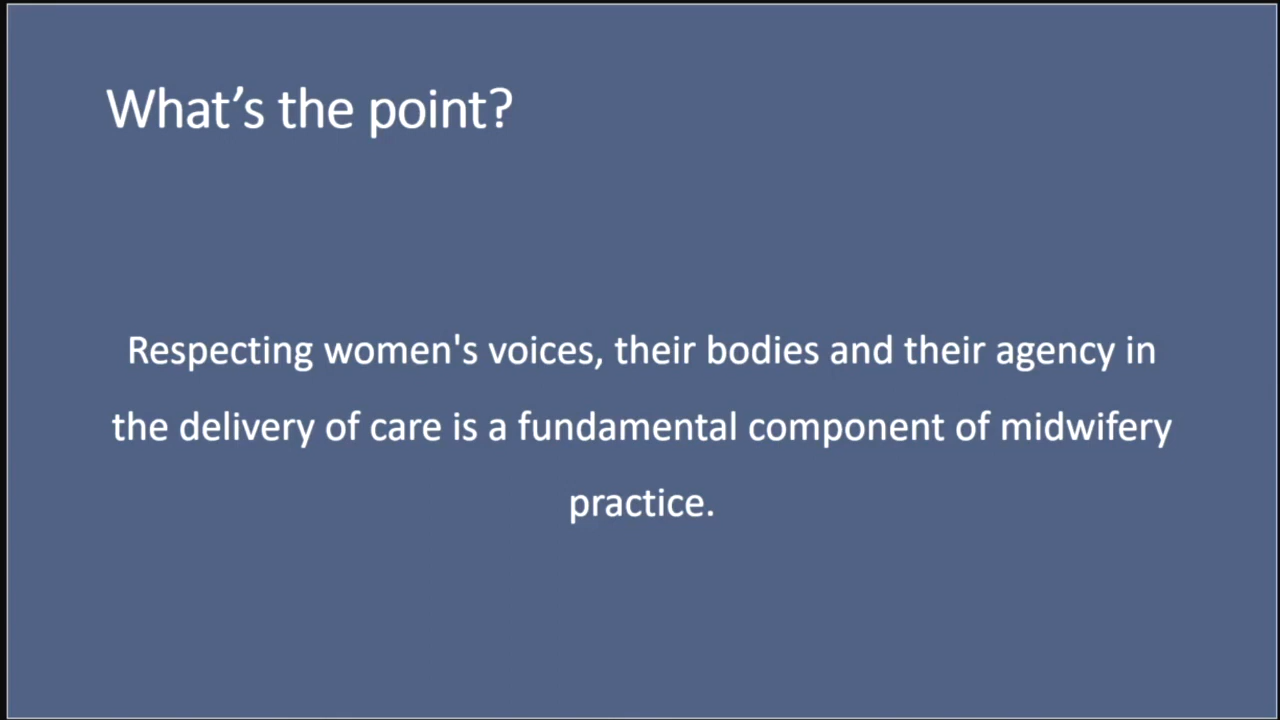 What’s the point?
Respecting women's voices, their bodies and their agency in
the delivery of care is a fundamental component of midwifery
practice.